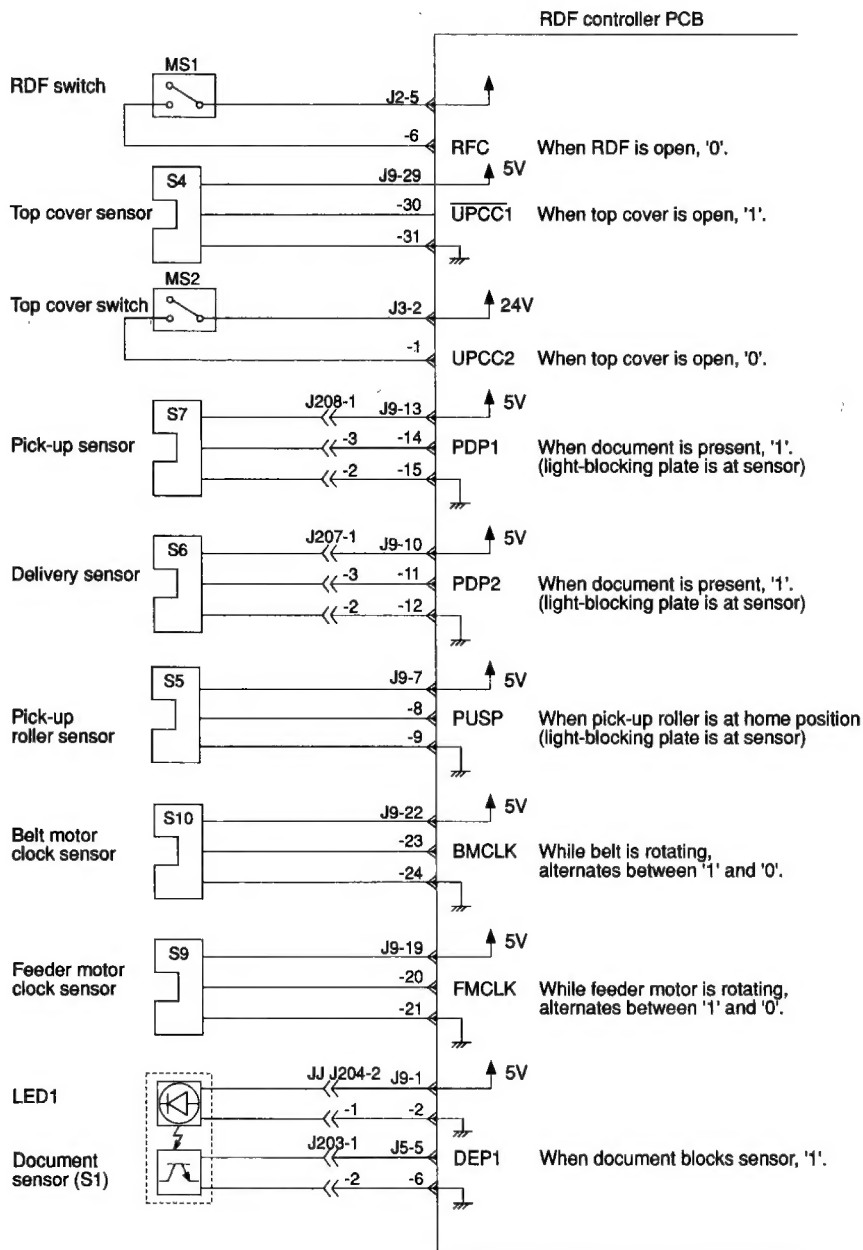 RDF controller PCB
MS1
RDF switch
J2-5
-6 RFC When RDF is open, '0'.
S4 J9-29 5V
Top cover sensor -30 UPCC1 When top cover is open, '1'.
-31
MS2
Top cover switch J3-2 24V
-1 UPCC2 When top cover is open, '0'.
S7 J208-1 J9-13 5V
Pick-up sensor -3 -14 PDP1 When document is present, '1'.
(light-blocking plate is at sensor)
-2 -15
S6 J207-1 J9-10 5V
Delivery sensor -3 -11 PDP2 When document is present, '1'.
(light-blocking plate is at sensor)
-2 -12
S5 J9-7 5V
Pick-up
roller sensor
-8 PUSP When pick-up roller is at home position
(light-blocking plate is at sensor)
-9
S10 J9-22 5V
Belt motor
clock sensor
-23 BMCLK While belt is rotating,
alternates between '1' and '0'.
-24
S9 J9-19 5V
Feeder motor
clock sensor
-20 FMCLK While feeder motor is rotating,
alternates between '1' and '0'.
-21
LED1 JJ J204-2 J9-1 5V
-1 -2
Document
sensor (S1)
J203-1 J5-5 DEP1 When document blocks sensor, '1'.
-2 -6